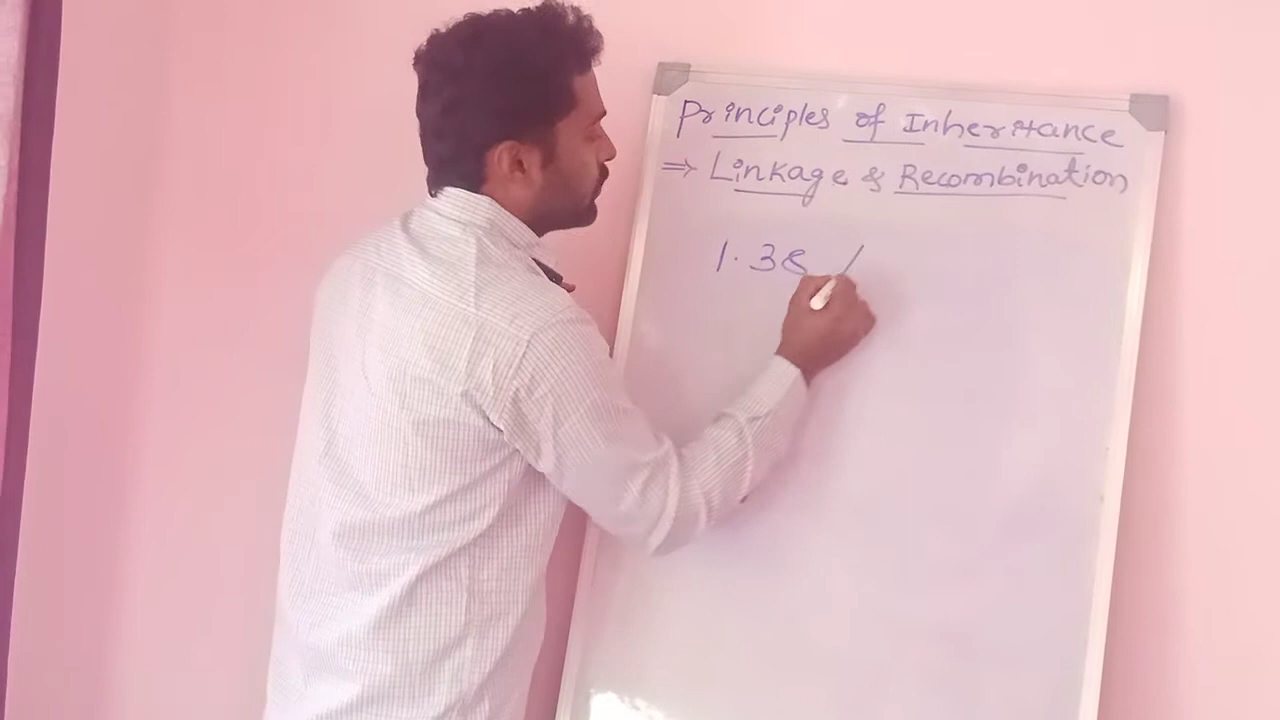 Principles of Inheritance
⇒ Linkage & Recombination
1.38 /